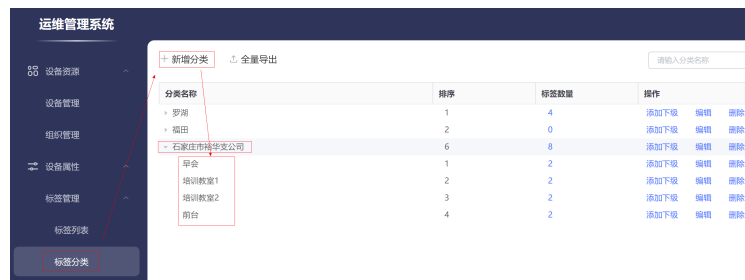 运维管理系统
设备资源
设备管理
组织管理
设备属性
标签管理
标签列表
标签分类
新增分类 全量导出 请输入分类名称
分类名称 排序 标签数量 操作
罗湖 1 4 添加下级 编辑 删除
福田 2 0 添加下级 编辑 删除
石家庄市裕华支公司 6 8 添加下级 编辑 删除
早会 1 2 添加下级 编辑 删除
培训教室1 2 2 添加下级 编辑 删除
培训教室2 3 2 添加下级 编辑 删除
前台 4 2 添加下级 编辑 删除